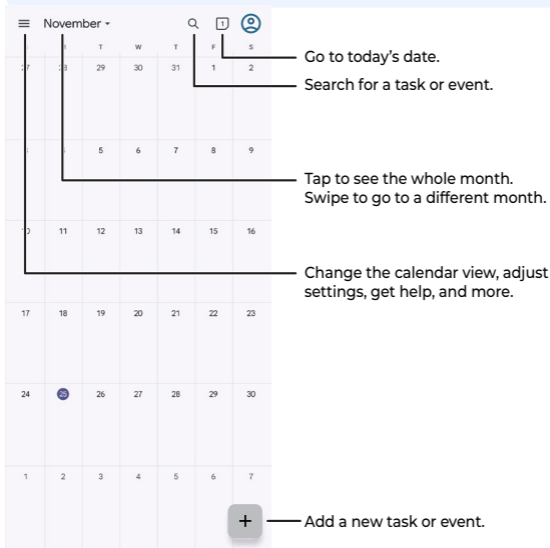 November
1
W T F S
Go to today's date.
27 28 29 30 31 1 2
Search for a task or event.
5 6 7 8 9
Tap to see the whole month.
Swipe to go to a different month.
11 12 13 14 15 16
Change the calendar view, adjust
settings, get help, and more.
17 18 19 20 21 22 23
24 25 26 27 28 29 30
1 2 3 4 5 6 7
+
Add a new task or event.